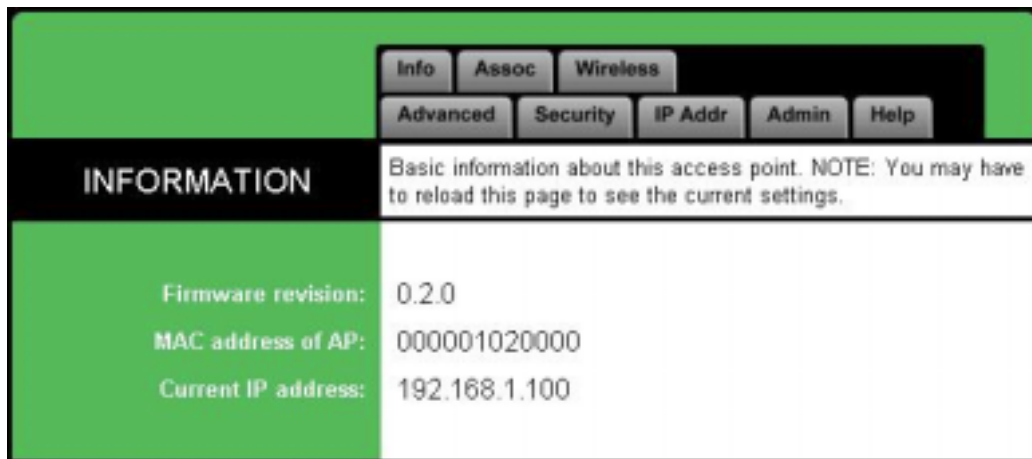 Info Assoc Wireless
Advanced Security IP Addr Admin Help
INFORMATION
Basic information about this access point. NOTE: You may have
to reload this page to see the current settings.
Firmware revision: 0.2.0
MAC address of AP: 000001020000
Current IP address: 192.168.1.100